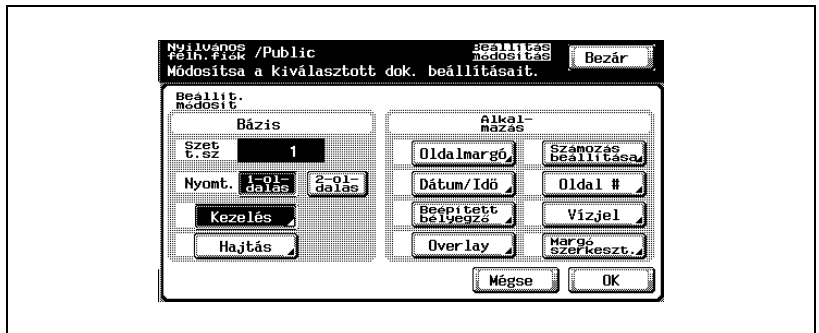 Nyilvános
félh.fiók /Public
Beállítás
módosítás
Bezár
Módosítsa a kiválasztott dok. beállításait.
Beállít.
módosít
Bázis
Szet
t.sz
1
Nyomt.
1-ol-
dalas
2-ol-
dalas
Kezelés
Hajtás
Alkal-
mazás
Oldalmargó
Számozás
beállítása
Dátum/Idő
Oldal #
Beépített
bélyegző
Vízjel
Overlay
Margó
szerkeszt.
Mégse
OK